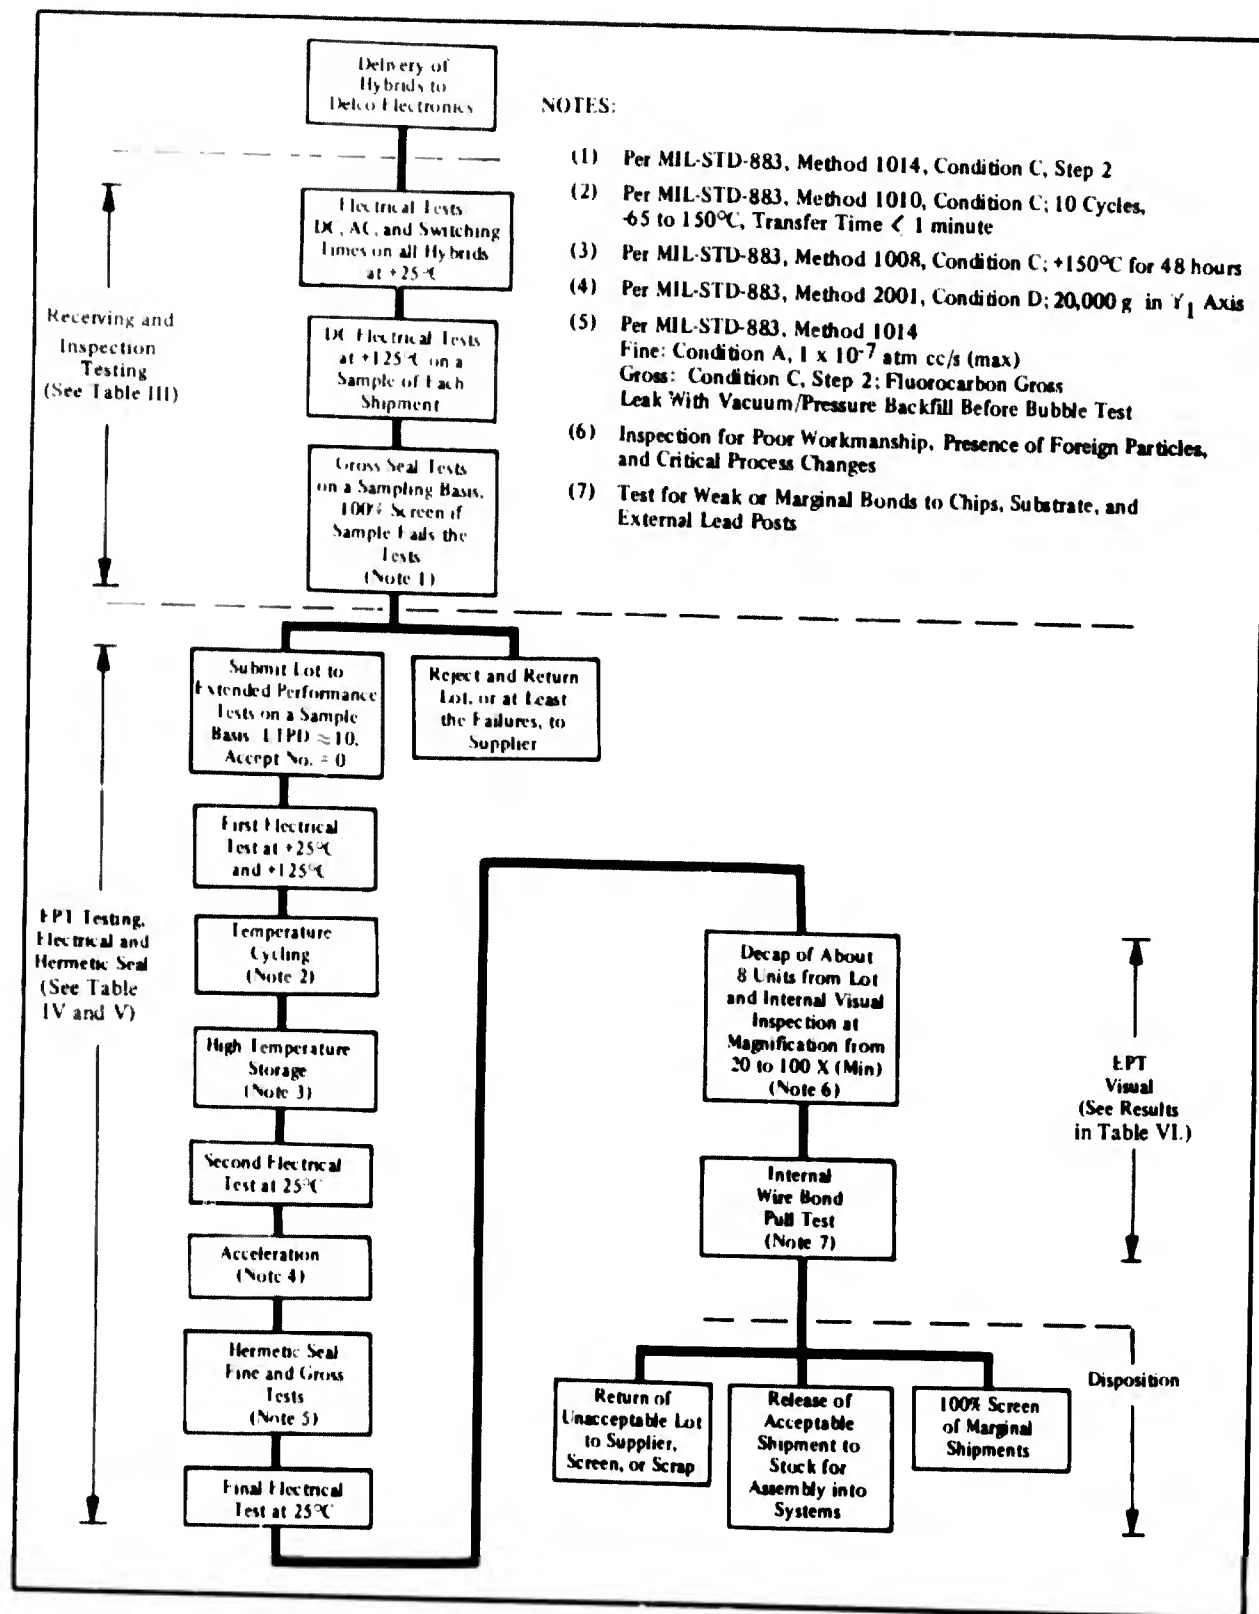 Delivery of
Hybrids to
Delco Electronics
NOTES:
(1) Per MIL-STD-883, Method 1014, Condition C, Step 2
(2) Per MIL-STD-883, Method 1010, Condition C; 10 Cycles,
-65 to 150°C, Transfer Time < 1 minute
(3) Per MIL-STD-883, Method 1008, Condition C; +150°C for 48 hours
(4) Per MIL-STD-883, Method 2001, Condition D; 20,000 g in Y1 Axis
(5) Per MIL-STD-883, Method 1014
Fine: Condition A, 1 x 10-7 atm cc/s (max)
Gross: Condition C, Step 2; Fluorocarbon Gross
Leak With Vacuum/Pressure Backfill Before Bubble Test
(6) Inspection for Poor Workmanship, Presence of Foreign Particles,
and Critical Process Changes
(7) Test for Weak or Marginal Bonds to Chips, Substrate, and
External Lead Posts
Receiving and
Inspection
Testing
(See Table III)
Electrical Tests
DC, AC, and Switching
Times on all Hybrids
at +25°C
DC Electrical Tests
at +125°C on a
Sample of Each
Shipment
Gross Seal Tests
on a Sampling Basis,
100% Screen if
Sample Fails the
Tests
(Note 1)
Submit Lot to
Extended Performance
Tests on a Sample
Basis LTPD ≈ 10,
Accept No. = 0
Reject and Return
Lot, or at Least
the Failures, to
Supplier
EPT Testing,
Electrical and
Hermetic Seal
(See Table
IV and V)
First Electrical
Test at +25°C
and +125°C
Temperature
Cycling
(Note 2)
High Temperature
Storage
(Note 3)
Second Electrical
Test at 25°C
Acceleration
(Note 4)
Hermetic Seal
Fine and Gross
Tests
(Note 5)
Final Electrical
Test at 25°C
Decap of About
8 Units from Lot
and Internal Visual
Inspection at
Magnification from
20 to 100 X (Min)
(Note 6)
Internal
Wire Bond
Pull Test
(Note 7)
EPT
Visual
(See Results
in Table VI.)
Return of
Unacceptable Lot
to Supplier,
Screen, or Scrap
Release of
Acceptable
Shipment to
Stock for
Assembly into
Systems
100% Screen
of Marginal
Shipments
Disposition